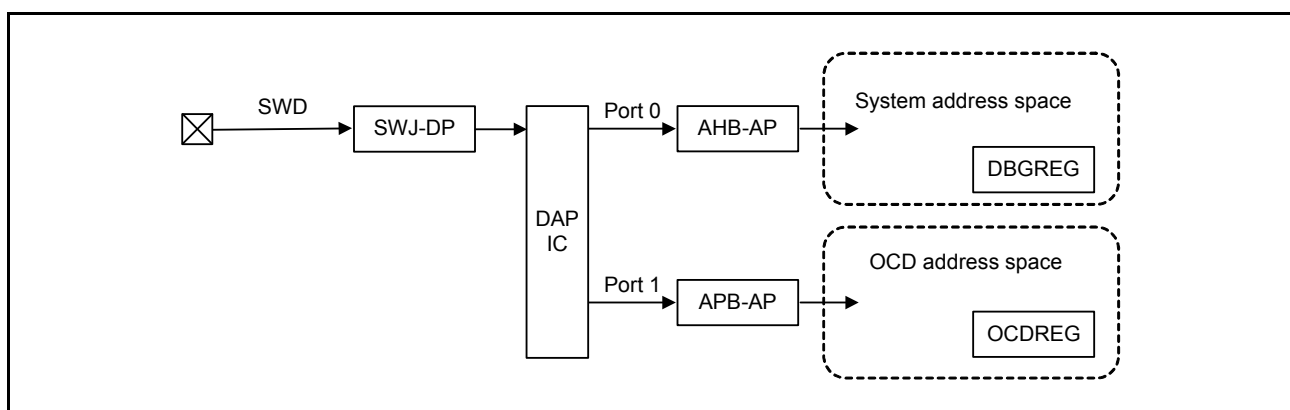 SWD
SWJ-DP
DAP
IC
Port 0
AHB-AP
System address space
DBGREG
Port 1
APB-AP
OCD address space
OCDREG